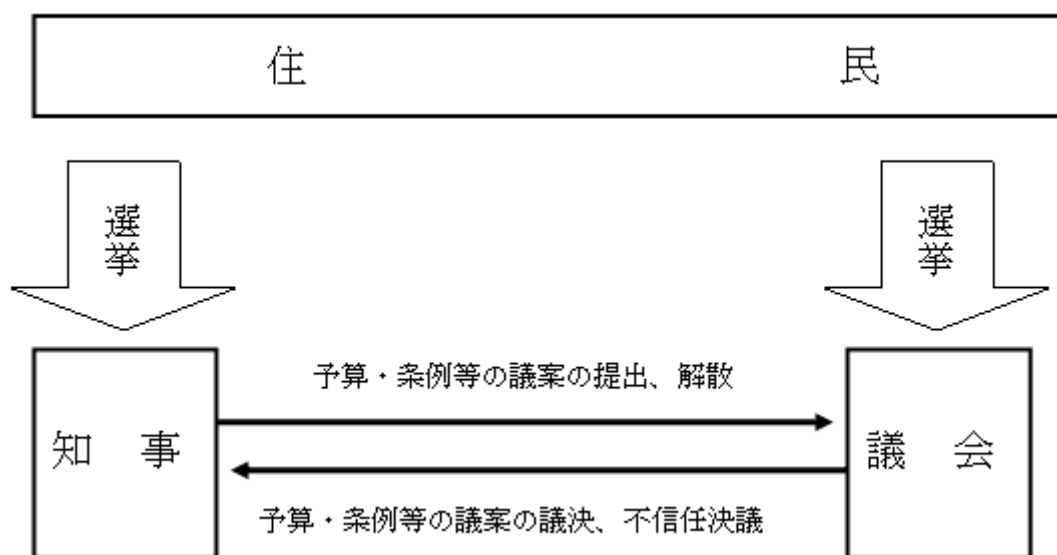 住民
選挙
選挙
予算・条例等の議案の提出、解散
知事
議会
予算・条例等の議案の議決、不信任決議